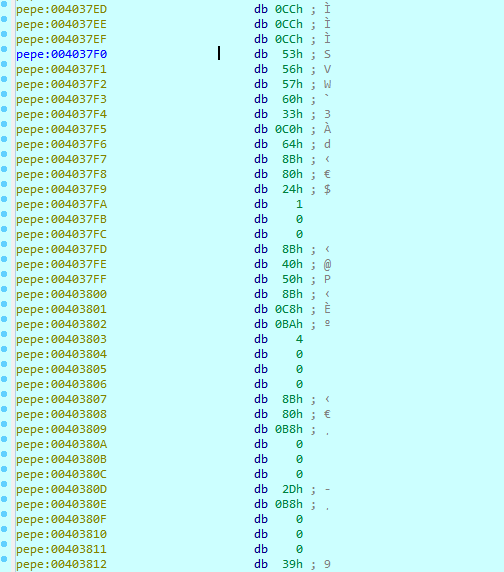 pepe:004037ED db 0CCh ; Ì
pepe:004037EE db 0CCh ; Ì
pepe:004037EF db 0CCh ; Ì
pepe:004037F0 db 53h ; S
pepe:004037F1 db 56h ; V
pepe:004037F2 db 57h ; W
pepe:004037F3 db 60h ; `
pepe:004037F4 db 33h ; 3
pepe:004037F5 db 0C0h ; À
pepe:004037F6 db 64h ; d
pepe:004037F7 db 8Bh ; ‹
pepe:004037F8 db 80h ; €
pepe:004037F9 db 24h ; $
pepe:004037FA db 1
pepe:004037FB db 0
pepe:004037FC db 0
pepe:004037FD db 8Bh ; ‹
pepe:004037FE db 40h ; @
pepe:004037FF db 50h ; P
pepe:00403800 db 8Bh ; ‹
pepe:00403801 db 0C8h ; È
pepe:00403802 db 0BAh ; º
pepe:00403803 db 4
pepe:00403804 db 0
pepe:00403805 db 0
pepe:00403806 db 0
pepe:00403807 db 8Bh ; ‹
pepe:00403808 db 80h ; €
pepe:00403809 db 0B8h ; ¸
pepe:0040380A db 0
pepe:0040380B db 0
pepe:0040380C db 0
pepe:0040380D db 2Dh ; -
pepe:0040380E db 0B8h ; ¸
pepe:0040380F db 0
pepe:00403810 db 0
pepe:00403811 db 0
pepe:00403812 db 39h ; 9